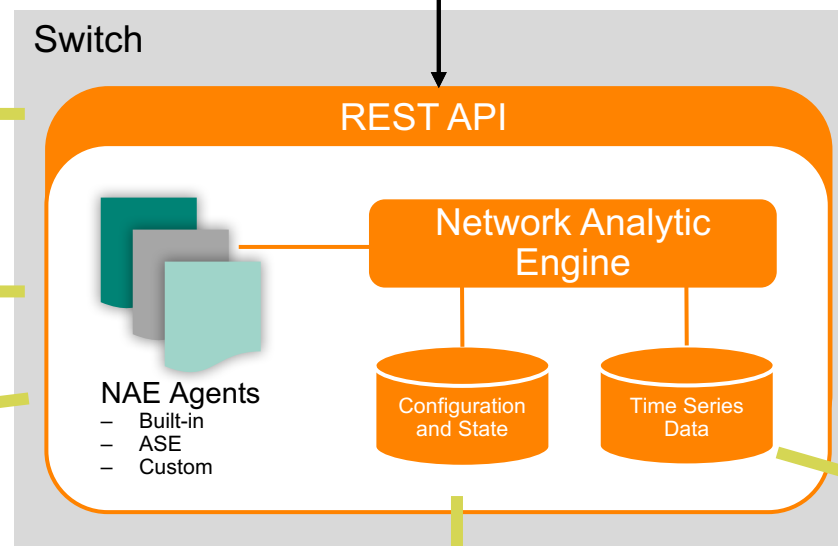 Switch
REST API
Network Analytic
Engine
NAE Agents
– Built-in
– ASE
– Custom
Configuration
and State
Time Series
Data